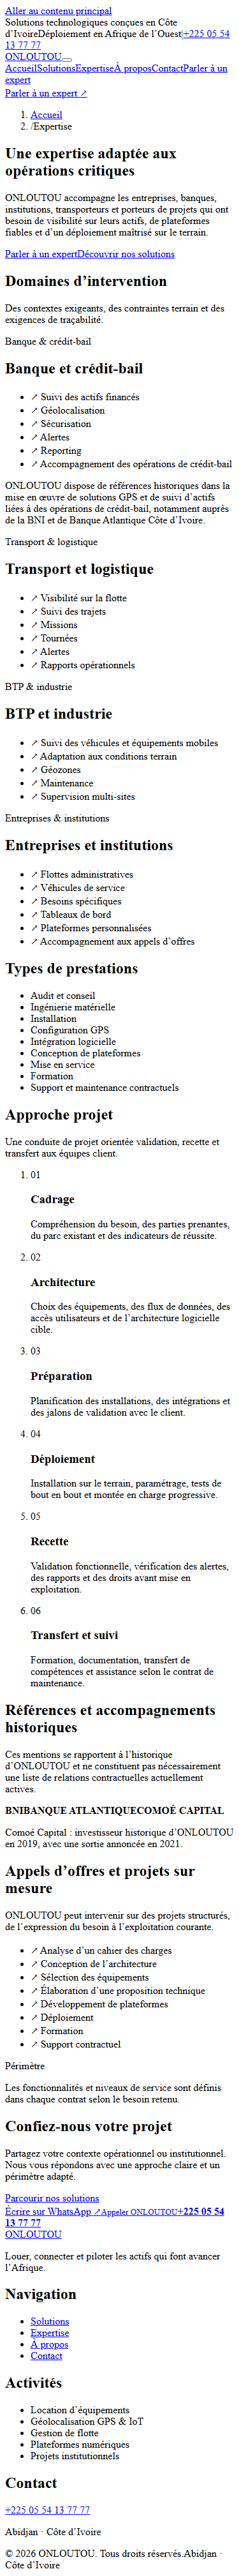 Aller au contenu principal
Solutions technologiques conçues en Côte
d’IvoireDéploiement en Afrique de l’Ouest|+225 05 54
13 77 77
ONLOUTOU
AccueilSolutionsExpertiseÀ proposContactParler à un
expert
Parler à un expert ↗
1. Accueil
2. /Expertise
Une expertise adaptée aux
opérations critiques
ONLOUTOU accompagne les entreprises, banques,
institutions, transporteurs et porteurs de projets qui ont
besoin de visibilité sur leurs actifs, de plateformes
fiables et d’un déploiement maîtrisé sur le terrain.
Parler à un expertDécouvrir nos solutions
Domaines d’intervention
Des contextes exigeants, des contraintes terrain et des
exigences de traçabilité.
Banque & crédit-bail
Banque et crédit-bail
• ↗ Suivi des actifs financés
• ↗ Géolocalisation
• ↗ Sécurisation
• ↗ Alertes
• ↗ Reporting
• ↗ Accompagnement des opérations de crédit-bail
ONLOUTOU dispose de références historiques dans la
mise en œuvre de solutions GPS et de suivi d’actifs
liées à des opérations de crédit-bail, notamment auprès
de la BNI et de Banque Atlantique Côte d’Ivoire.
Transport & logistique
Transport et logistique
• ↗ Visibilité sur la flotte
• ↗ Suivi des trajets
• ↗ Missions
• ↗ Tournées
• ↗ Alertes
• ↗ Rapports opérationnels
BTP & industrie
BTP et industrie
• ↗ Suivi des véhicules et équipements mobiles
• ↗ Adaptation aux conditions terrain
• ↗ Géozones
• ↗ Maintenance
• ↗ Supervision multi-sites
Entreprises & institutions
Entreprises et institutions
• ↗ Flottes administratives
• ↗ Véhicules de service
• ↗ Besoins spécifiques
• ↗ Tableaux de bord
• ↗ Plateformes personnalisées
• ↗ Accompagnement aux appels d’offres
Types de prestations
• Audit et conseil
• Ingénierie matérielle
• Installation
• Configuration GPS
• Intégration logicielle
• Conception de plateformes
• Mise en service
• Formation
• Support et maintenance contractuels
Approche projet
Une conduite de projet orientée validation, recette et
transfert aux équipes client.
1. 01
Cadrage
Compréhension du besoin, des parties prenantes,
du parc existant et des indicateurs de réussite.
2. 02
Architecture
Choix des équipements, des flux de données, des
accès utilisateurs et de l’architecture logicielle
cible.
3. 03
Préparation
Planification des installations, des intégrations et
des jalons de validation avec le client.
4. 04
Déploiement
Installation sur le terrain, paramétrage, tests de
bout en bout et montée en charge progressive.
5. 05
Recette
Validation fonctionnelle, vérification des alertes,
des rapports et des droits avant mise en
exploitation.
6. 06
Transfert et suivi
Formation, documentation, transfert de
compétences et assistance selon le contrat de
maintenance.
Références et accompagnements
historiques
Ces mentions se rapportent à l’historique
d’ONLOUTOU et ne constituent pas nécessairement
une liste de relations contractuelles actuellement
actives.
BNIBANQUE ATLANTIQUECOMOÉ CAPITAL
Comoé Capital : investisseur historique d’ONLOUTOU
en 2019, avec une sortie annoncée en 2021.
Appels d’offres et projets sur
mesure
ONLOUTOU peut intervenir sur des projets structurés,
de l’expression du besoin à l’exploitation courante.
• ↗ Analyse d’un cahier des charges
• ↗ Conception de l’architecture
• ↗ Sélection des équipements
• ↗ Élaboration d’une proposition technique
• ↗ Développement de plateformes
• ↗ Déploiement
• ↗ Formation
• ↗ Support contractuel
Périmètre
Les fonctionnalités et niveaux de service sont définis
dans chaque contrat selon le besoin retenu.
Confiez-nous votre projet
Partagez votre contexte opérationnel ou institutionnel.
Nous vous répondons avec une approche claire et un
périmètre adapté.
Parcourir nos solutions
Écrire sur WhatsApp ↗Appeler ONLOUTOU+225 05 54
13 77 77
ONLOUTOU
Louer, connecter et piloter les actifs qui font avancer
l’Afrique.
Navigation
• Solutions
• Expertise
• À propos
• Contact
Activités
• Location d’équipements
• Géolocalisation GPS & IoT
• Gestion de flotte
• Plateformes numériques
• Projets institutionnels
Contact
+225 05 54 13 77 77
Abidjan · Côte d’Ivoire
© 2026 ONLOUTOU. Tous droits réservés.Abidjan ·
Côte d’Ivoire